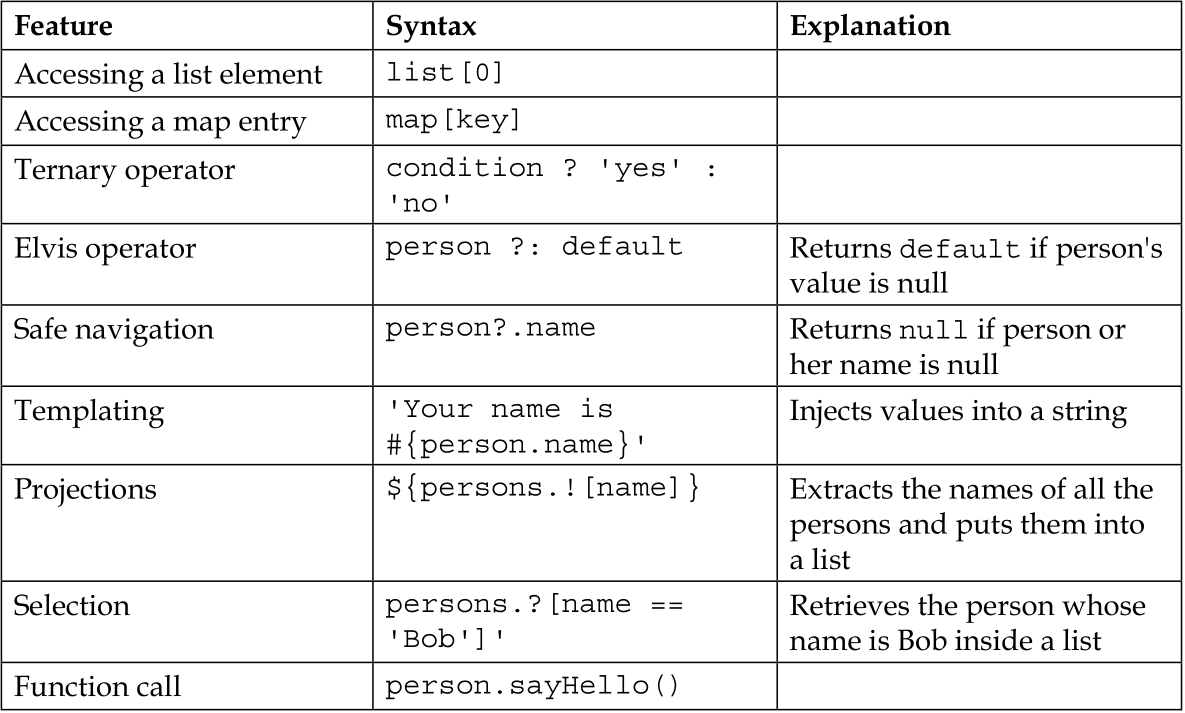 Feature Syntax Explanation
Accessing a list element list[0]
Accessing a map entry map[key]
Ternary operator condition ? 'yes' :
'no'
Elvis operator person ?: default Returns default if person's
value is null
Safe navigation person?.name Returns null if person or
her name is null
Templating 'Your name is Injects values into a string
#{person.name}'
Projections ${persons.![name]} Extracts the names of all the
persons and puts them into
a list
Selection persons.?[name == Retrieves the person whose
'Bob']' name is Bob inside a list
Function call person.sayHello()